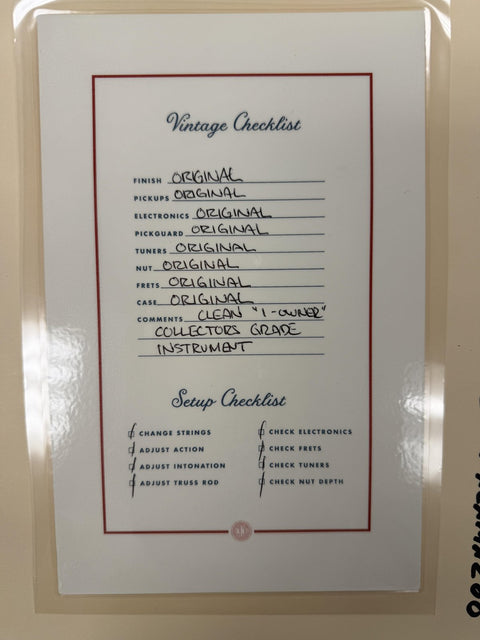 Vintage Checklist
FINISH ORIGINAL
PICKUPS ORIGINAL
ELECTRONICS ORIGINAL
PICKGUARD ORIGINAL
TUNERS ORIGINAL
NUT ORIGINAL
FRETS ORIGINAL
CASE ORIGINAL
COMMENTS CLEAN "1-OWNER"
COLLECTORS GRADE
INSTRUMENT
Setup Checklist
CHANGE STRINGS
ADJUST ACTION
ADJUST INTONATION
ADJUST TRUSS ROD
CHECK ELECTRONICS
CHECK FRETS
CHECK TUNERS
CHECK NUT DEPTH